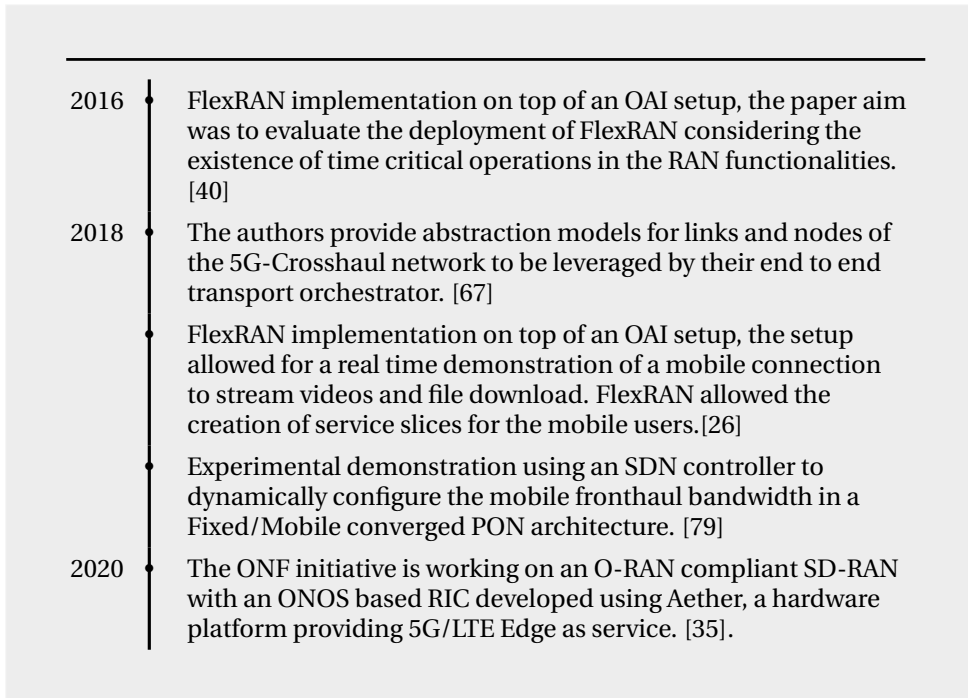 2016 FlexRAN implementation on top of an OAI setup, the paper aim
was to evaluate the deployment of FlexRAN considering the
existence of time critical operations in the RAN functionalities.
[40]
2018 The authors provide abstraction models for links and nodes of
the 5G-Crosshaul network to be leveraged by their end to end
transport orchestrator. [67]
FlexRAN implementation on top of an OAI setup, the setup
allowed for a real time demonstration of a mobile connection
to stream videos and file download. FlexRAN allowed the
creation of service slices for the mobile users.[26]
Experimental demonstration using an SDN controller to
dynamically configure the mobile fronthaul bandwidth in a
Fixed/Mobile converged PON architecture. [79]
2020 The ONF initiative is working on an O-RAN compliant SD-RAN
with an ONOS based RIC developed using Aether, a hardware
platform providing 5G/LTE Edge as service. [35].